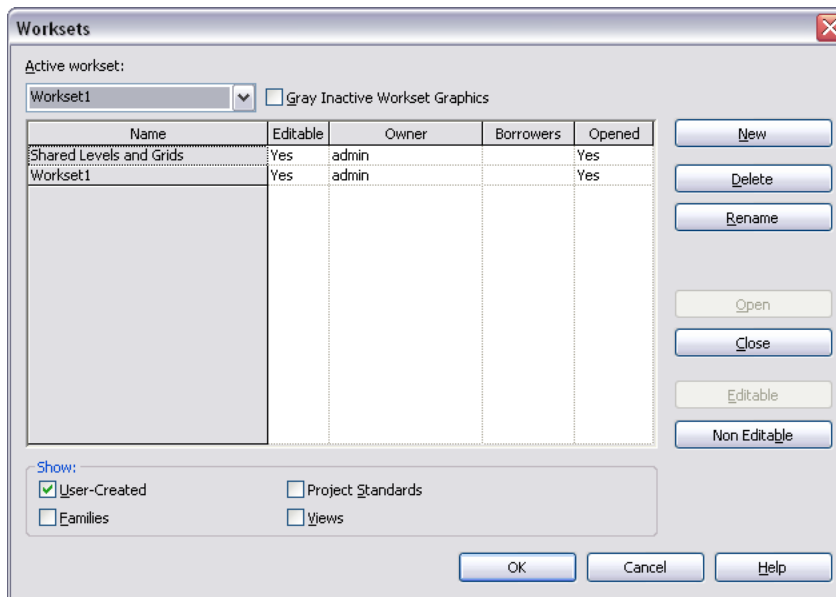 Worksets
Active workset:
Workset1
Gray Inactive Workset Graphics
Name Editable Owner Borrowers Opened
Shared Levels and Grids Yes admin Yes
Workset1 Yes admin Yes
New
Delete
Rename
Open
Close
Editable
Non Editable
Show:
User-Created Project Standards
Families Views
OK Cancel Help